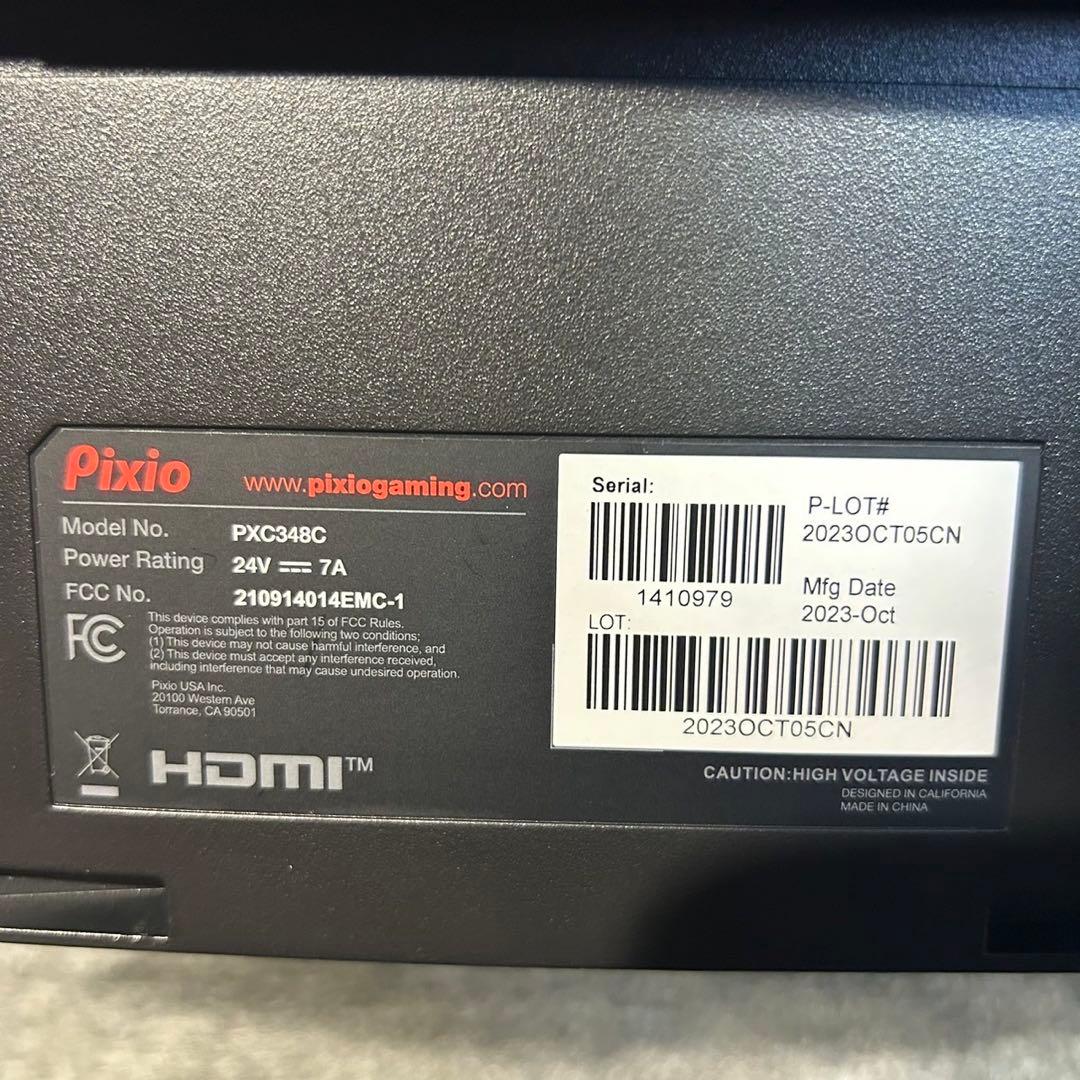 Pixio
www.pixiogaming.com
Model No. PXC348C
Power Rating 24V ⎓ 7A
FCC No. 210914014EMC-1
FC
This device complies with part 15 of FCC Rules.
Operation is subject to the following two conditions;
(1) This device may not cause harmful interference, and
(2) This device must accept any interference received,
including interference that may cause undesired operation.
Pixio USA Inc.
20100 Western Ave
Torrance, CA 90501
HDMI™
Serial:
1410979
P-LOT#
2023OCT05CN
Mfg Date
2023-Oct
LOT:
2023OCT05CN
CAUTION:HIGH VOLTAGE INSIDE
DESIGNED IN CALIFORNIA
MADE IN CHINA